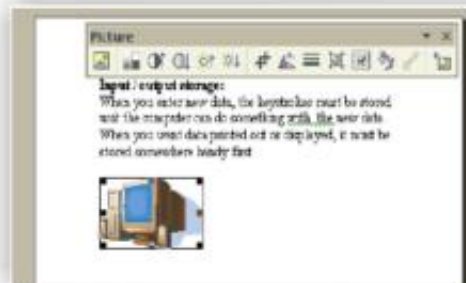 Picture
Input / output storage:
When you enter new data, the keystrokes must be stored
until the computer can do something with the new data.
When you want data printed out or displayed, it must be
stored somewhere handy first